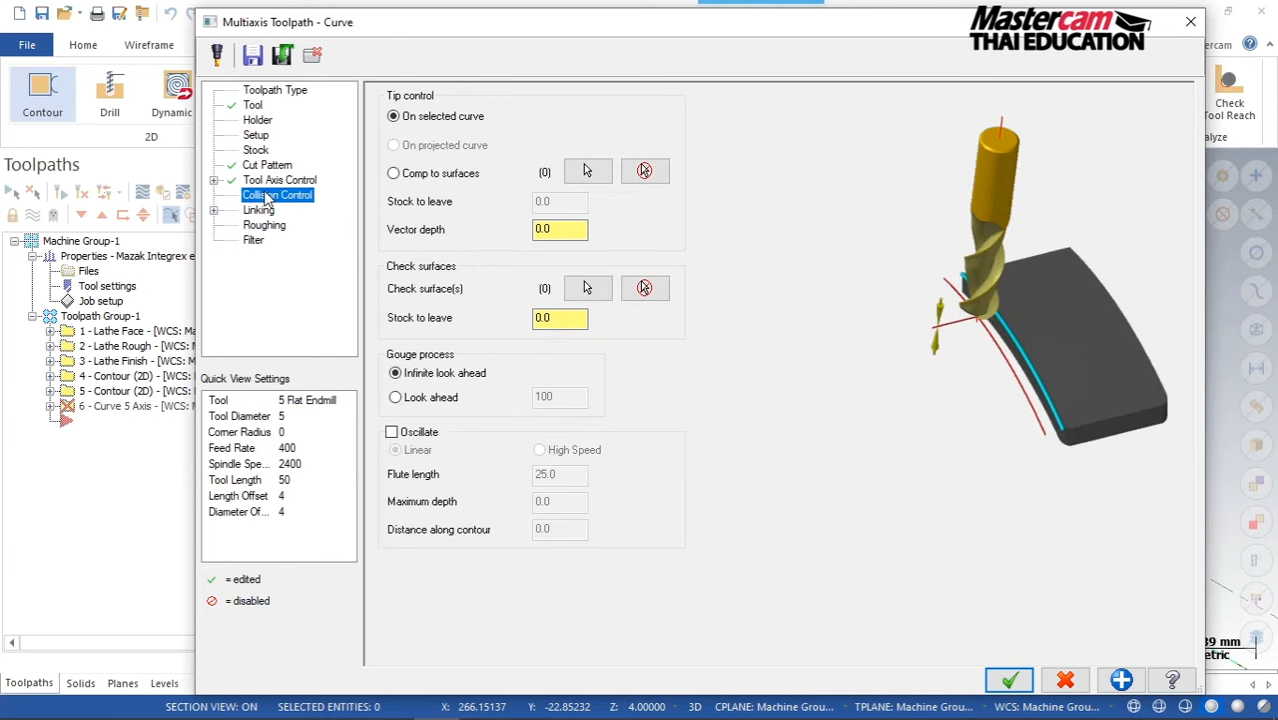 Multiaxis Toolpath - Curve
Mastercam
THAI EDUCATION
File
Home
Wireframe
rcam
Contour
Drill
Dynamic
2D
Check
Tool Reach
alyze
Toolpaths
Machine Group-1
Properties - Mazak Integrex e
Files
Tool settings
Job setup
Toolpath Group-1
1 - Lathe Face - [WCS: M
2 - Lathe Rough - [WCS:
3 - Lathe Finish - [WCS: M
4 - Contour (2D) - [WCS:
5 - Contour (2D) - [WCS:
6 - Curve 5 Axis - [WCS:
Toolpath Type
Tool
Holder
Setup
Stock
Cut Pattern
Tool Axis Control
Collision Control
Linking
Roughing
Filter
Quick View Settings
Tool 5 Flat Endmill
Tool Diameter 5
Corner Radius 0
Feed Rate 400
Spindle Spe... 2400
Tool Length 50
Length Offset 4
Diameter Of... 4
= edited
= disabled
Tip control
On selected curve
On projected curve
Comp to surfaces (0)
Stock to leave 0.0
Vector depth 0.0
Check surfaces
Check surface(s) (0)
Stock to leave 0.0
Gouge process
Infinite look ahead
Look ahead 100
Oscillate
Linear High Speed
Flute length 25.0
Maximum depth 0.0
Distance along contour 0.0
39 mm
etric
Toolpaths Solids Planes Levels
SECTION VIEW: ON SELECTED ENTITIES: 0 X: 266.15137 Y: -22.85232 Z: 4.00000 3D CPLANE: Machine Grou... TPLANE: Machine Grou... WCS: Machine Grou...